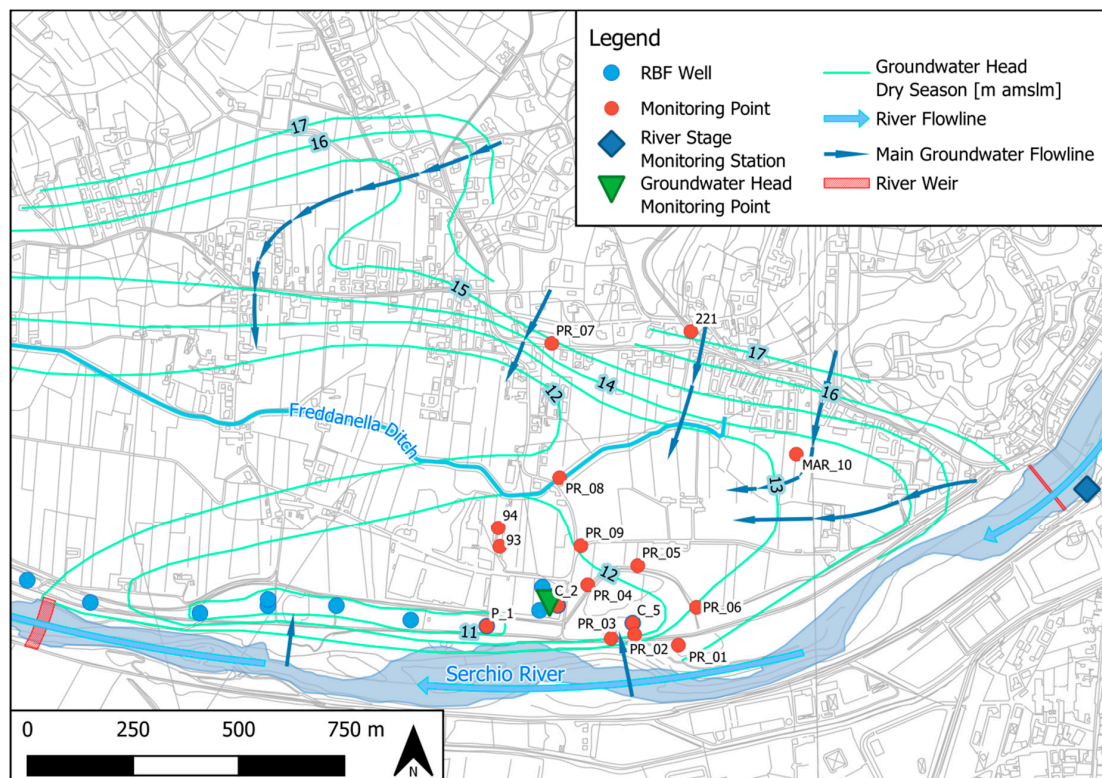 Legend
RBF Well
Monitoring Point
River Stage
Monitoring Station
Groundwater Head
Monitoring Point
Groundwater Head
Dry Season [m amslm]
River Flowline
Main Groundwater Flowline
River Weir
17
16
15
17
16
14
12
13
12
11
221
PR_07
MAR_10
Freddanella Ditch
PR_08
94
93
PR_09
PR_05
C_2
PR_04
P_1
C_5
PR_06
PR_03
PR_02
PR_01
Serchio River
0 250 500 750 m
N